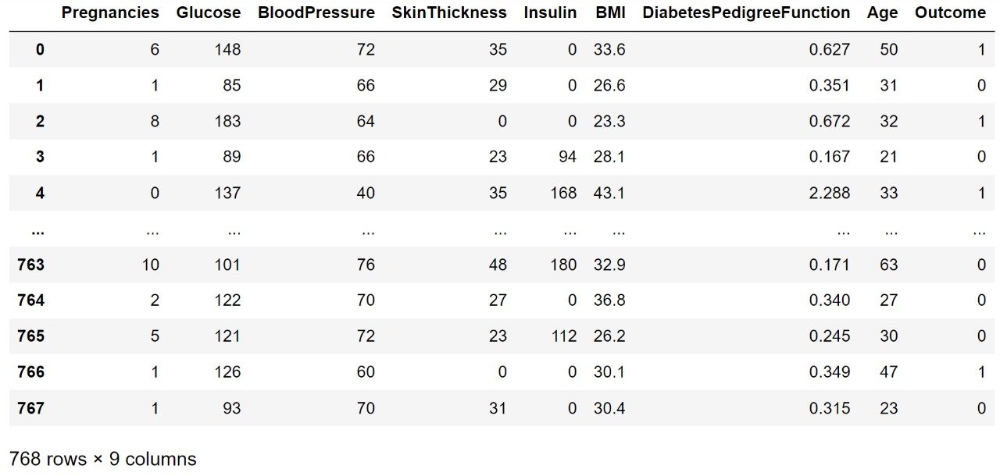 Pregnancies Glucose BloodPressure SkinThickness Insulin BMI DiabetesPedigreeFunction Age Outcome
0 6 148 72 35 0 33.6 0.627 50 1
1 1 85 66 29 0 26.6 0.351 31 0
2 8 183 64 0 0 23.3 0.672 32 1
3 1 89 66 23 94 28.1 0.167 21 0
4 0 137 40 35 168 43.1 2.288 33 1
... ... ... ... ... ... ... ... ... ...
763 10 101 76 48 180 32.9 0.171 63 0
764 2 122 70 27 0 36.8 0.340 27 0
765 5 121 72 23 112 26.2 0.245 30 0
766 1 126 60 0 0 30.1 0.349 47 1
767 1 93 70 31 0 30.4 0.315 23 0
768 rows × 9 columns